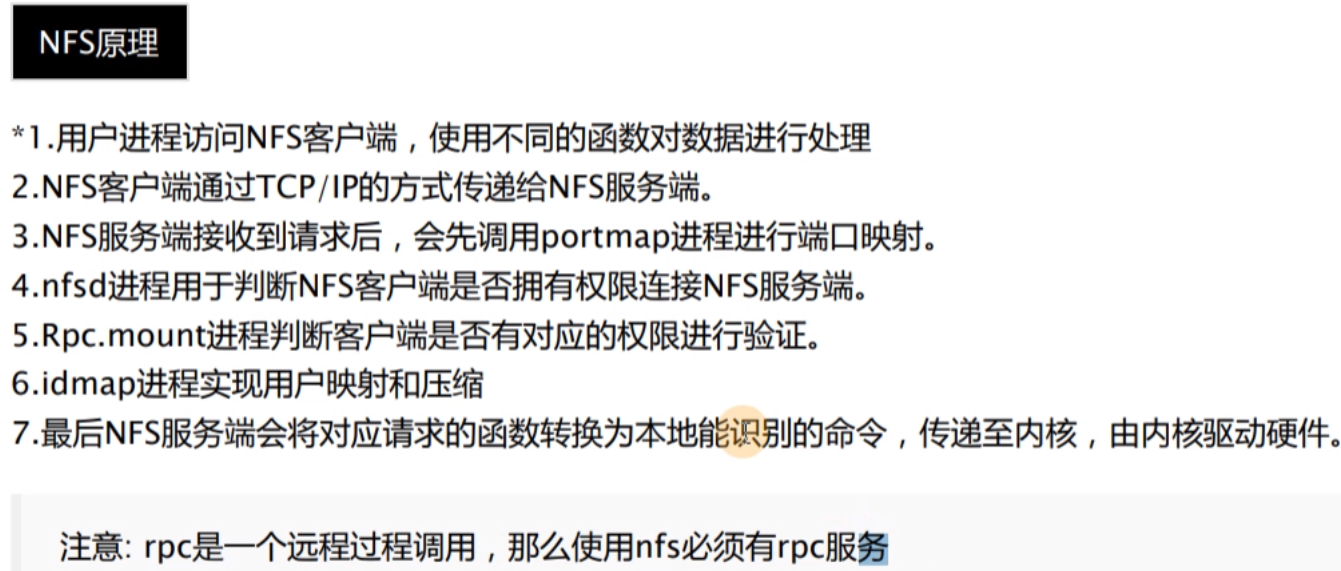 NFS原理
*1.用户进程访问NFS客户端，使用不同的函数对数据进行处理
2.NFS客户端通过TCP/IP的方式传递给NFS服务端。
3.NFS服务端接收到请求后，会先调用portmap进程进行端口映射。
4.nfsd进程用于判断NFS客户端是否拥有权限连接NFS服务端。
5.Rpc.mount进程判断客户端是否有对应的权限进行验证。
6.idmap进程实现用户映射和压缩
7.最后NFS服务端会将对应请求的函数转换为本地能识别的命令，传递至内核，由内核驱动硬件。
注意: rpc是一个远程过程调用，那么使用nfs必须有rpc服务